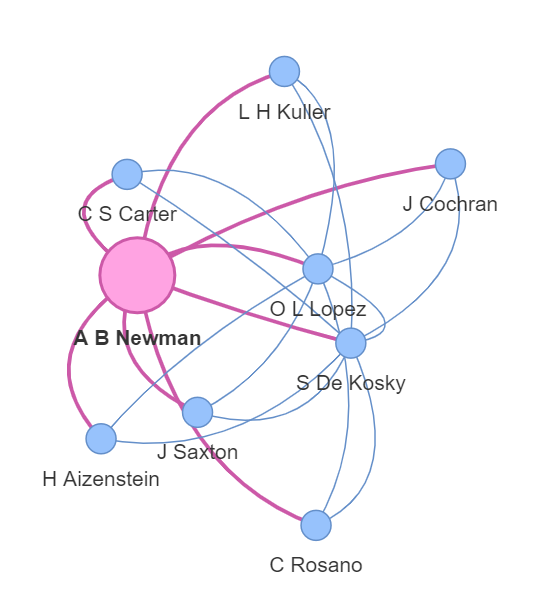 L H Kuller
J Cochran
C S Carter
O L Lopez
A B Newman
S De Kosky
J Saxton
H Aizenstein
C Rosano